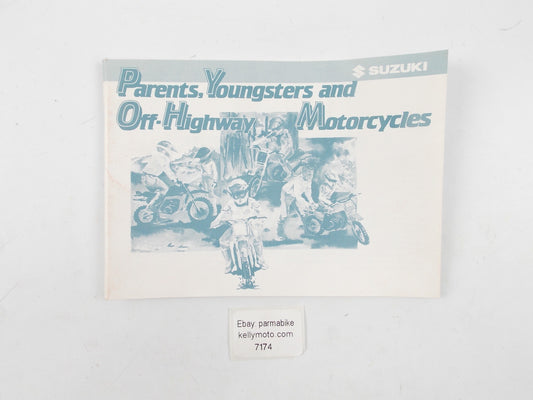 SUZUKI
Parents, Youngsters and
Off-Highway Motorcycles
Ebay parmabike
kellymoto.com
7174